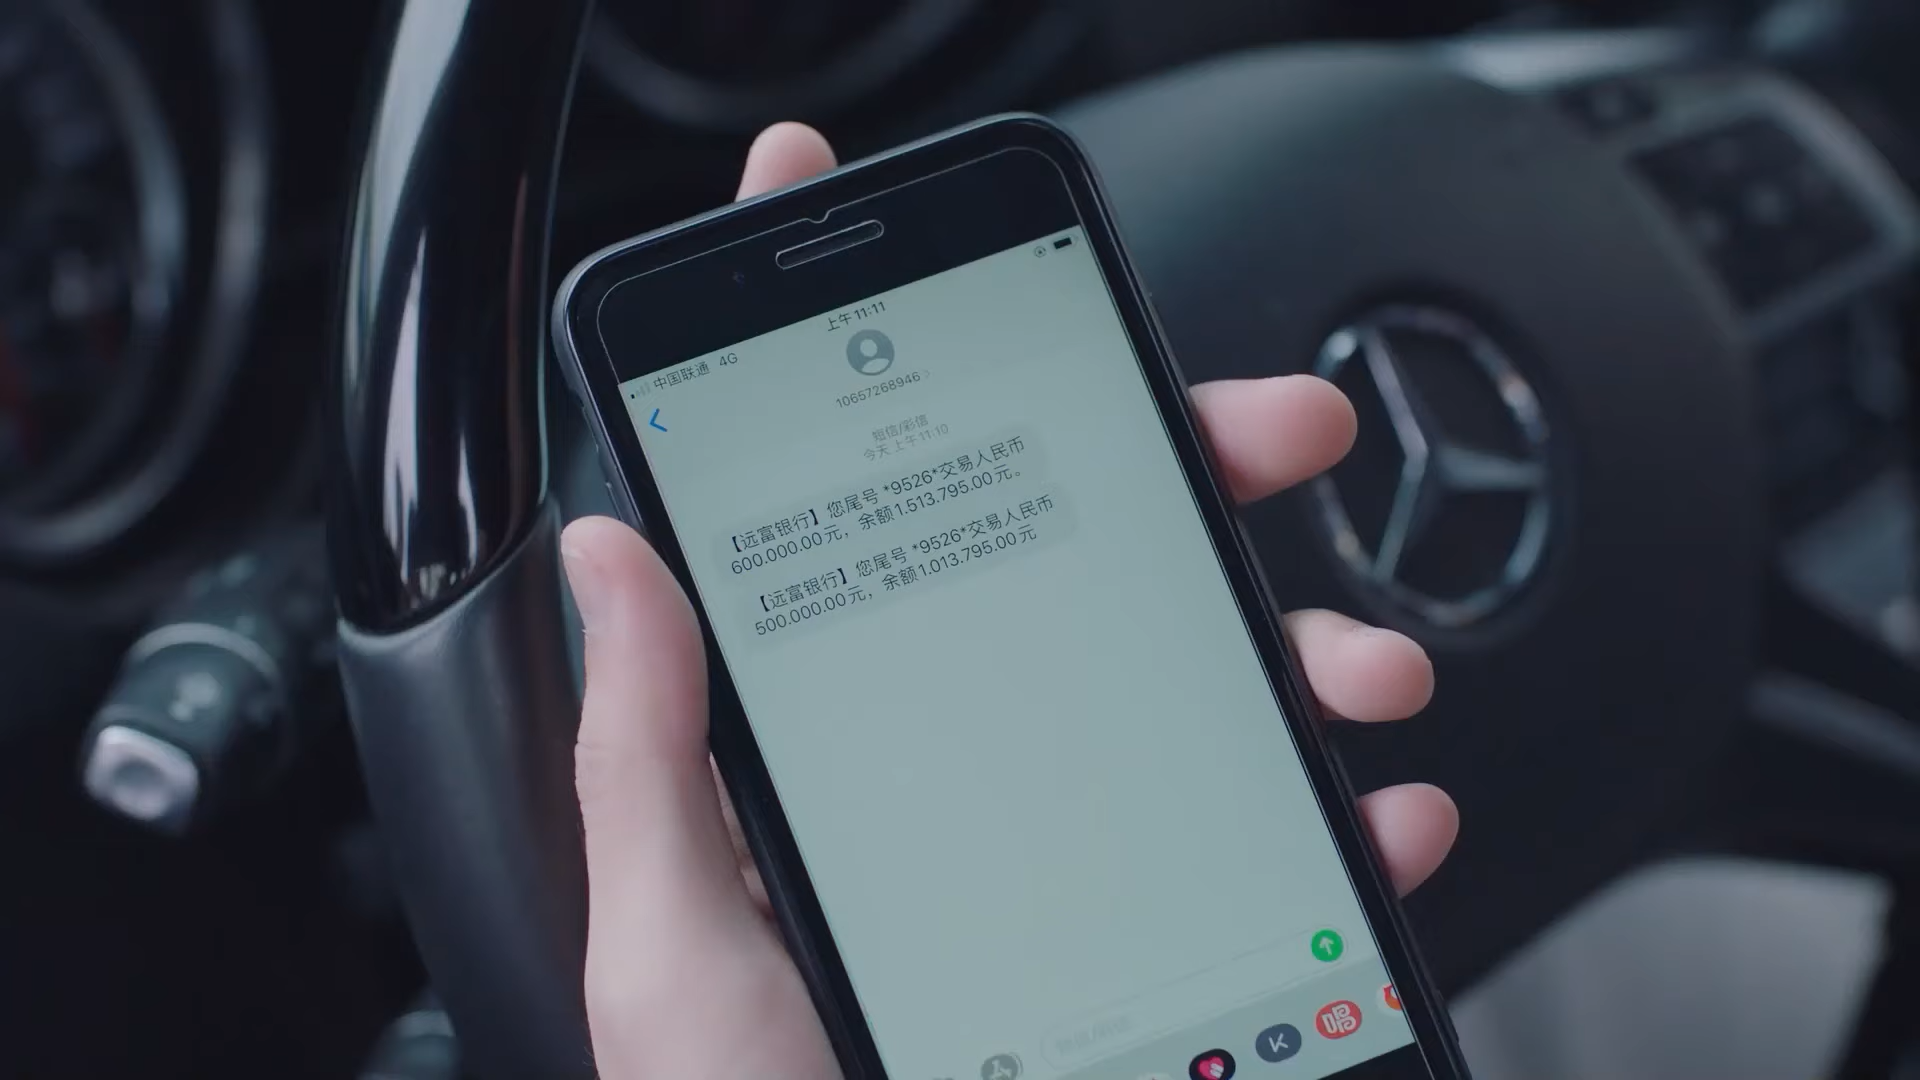 上午11:11
中国联通 4G
10657268946
短信/彩信
今天 上午11:10
【远富银行】您尾号 *9526*交易人民币
600.000.00元，余额1.513.795.00元。
【远富银行】您尾号 *9526*交易人民币
500.000.00元，余额1.013.795.00元
K
唱